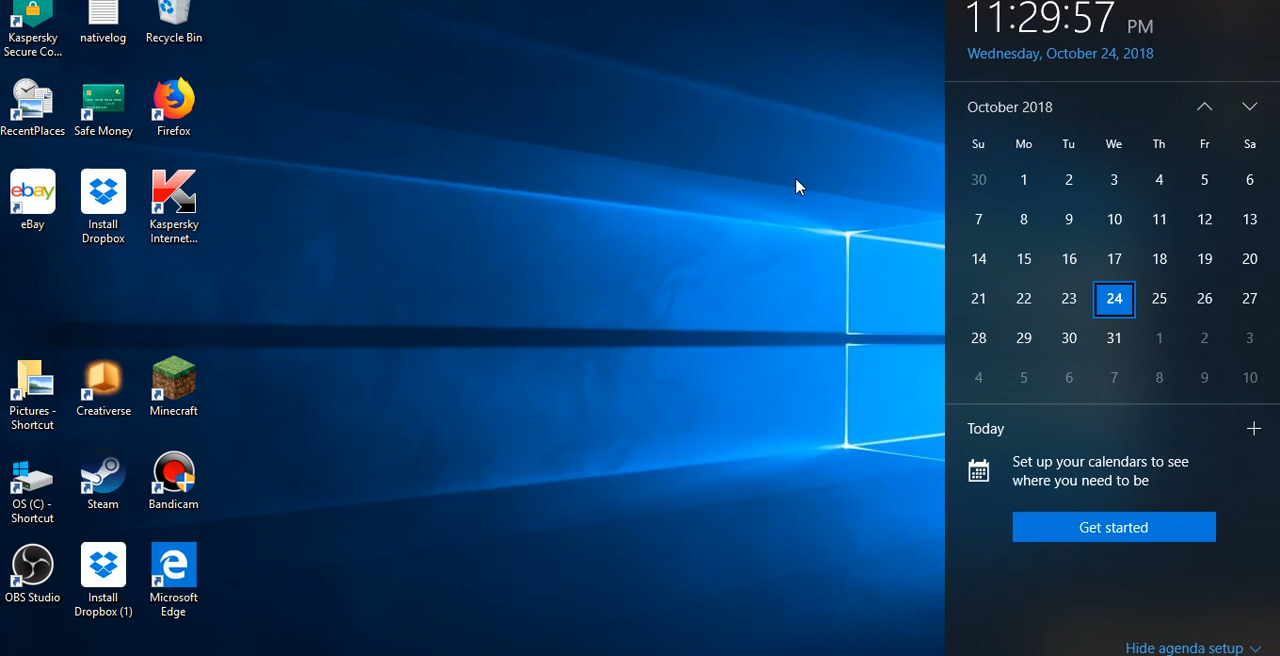 Kaspersky
Secure Co...
nativelog
Recycle Bin
RecentPlaces
Safe Money
Firefox
ebay
eBay
Install
Dropbox
Kaspersky
Internet...
Pictures -
Shortcut
Creativerse
Minecraft
OS (C) -
Shortcut
Steam
Bandicam
OBS Studio
Install
Dropbox (1)
Microsoft
Edge
11:29:57 PM
Wednesday, October 24, 2018
October 2018
Su Mo Tu We Th Fr Sa
30 1 2 3 4 5 6
7 8 9 10 11 12 13
14 15 16 17 18 19 20
21 22 23 24 25 26 27
28 29 30 31 1 2 3
4 5 6 7 8 9 10
Today
Set up your calendars to see
where you need to be
Get started
Hide agenda setup